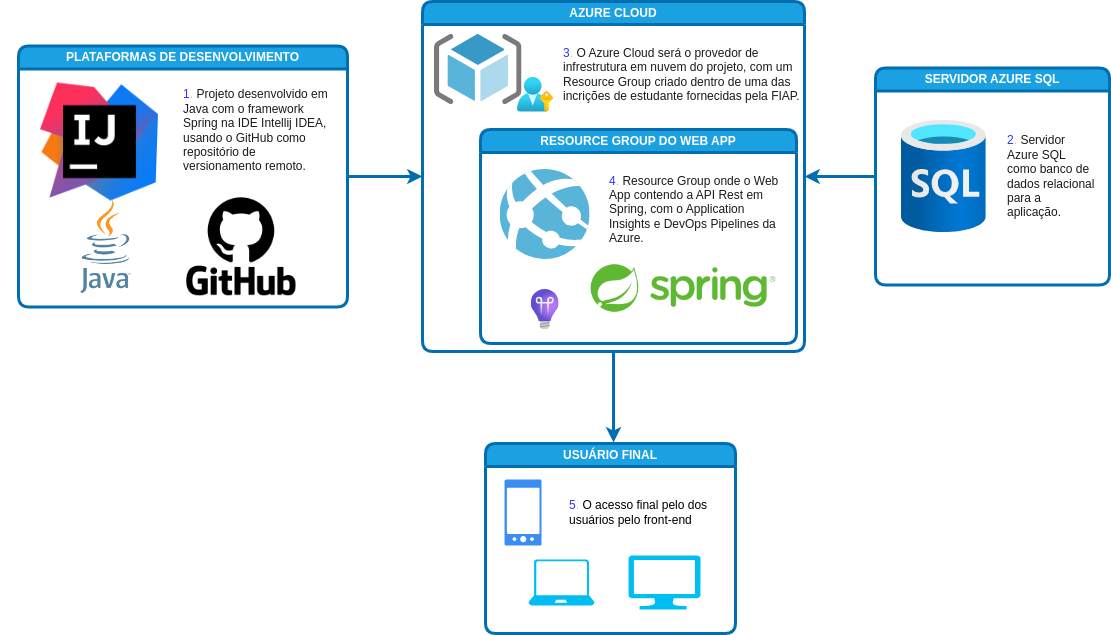 PLATAFORMAS DE DESENVOLVIMENTO
1. Projeto desenvolvido em
Java com o framework
Spring na IDE Intellij IDEA,
usando o GitHub como
repositório de
versionamento remoto.
IJ
Java
GitHub
AZURE CLOUD
3. O Azure Cloud será o provedor de
infrestrutura em nuvem do projeto, com um
Resource Group criado dentro de uma das
incrições de estudante fornecidas pela FIAP.
RESOURCE GROUP DO WEB APP
4. Resource Group onde o Web
App contendo a API Rest em
Spring, com o Application
Insights e DevOps Pipelines da
Azure.
spring®
SERVIDOR AZURE SQL
SQL
2. Servidor
Azure SQL
como banco de
dados relacional
para a
aplicação.
USUÁRIO FINAL
5. O acesso final pelo dos
usuários pelo front-end